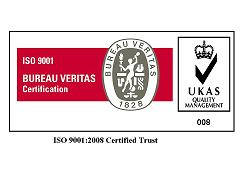 ISO 9001
BUREAU VERITAS
Certification
BUREAU VERITAS
1828
UKAS
QUALITY
MANAGEMENT
008
ISO 9001:2008 Certified Trust